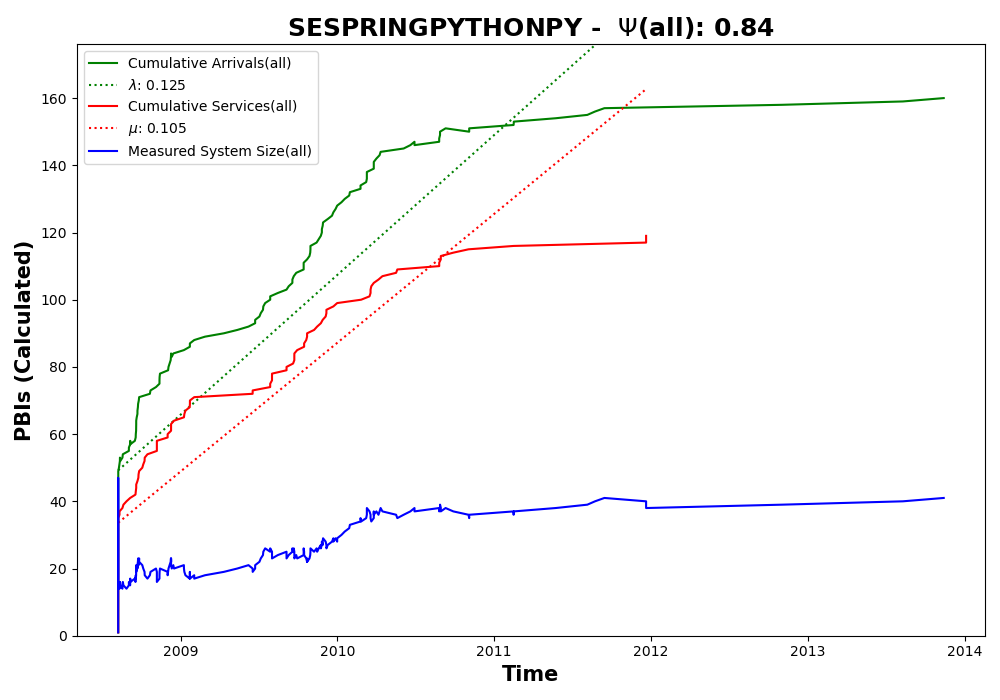 SESPRINGPYTHONPY - Ψ(all): 0.84
Cumulative Arrivals(all)
λ: 0.125
Cumulative Services(all)
μ: 0.105
Measured System Size(all)
PBIs (Calculated)
160
140
120
100
80
60
40
20
0
2009 2010 2011 2012 2013 2014
Time